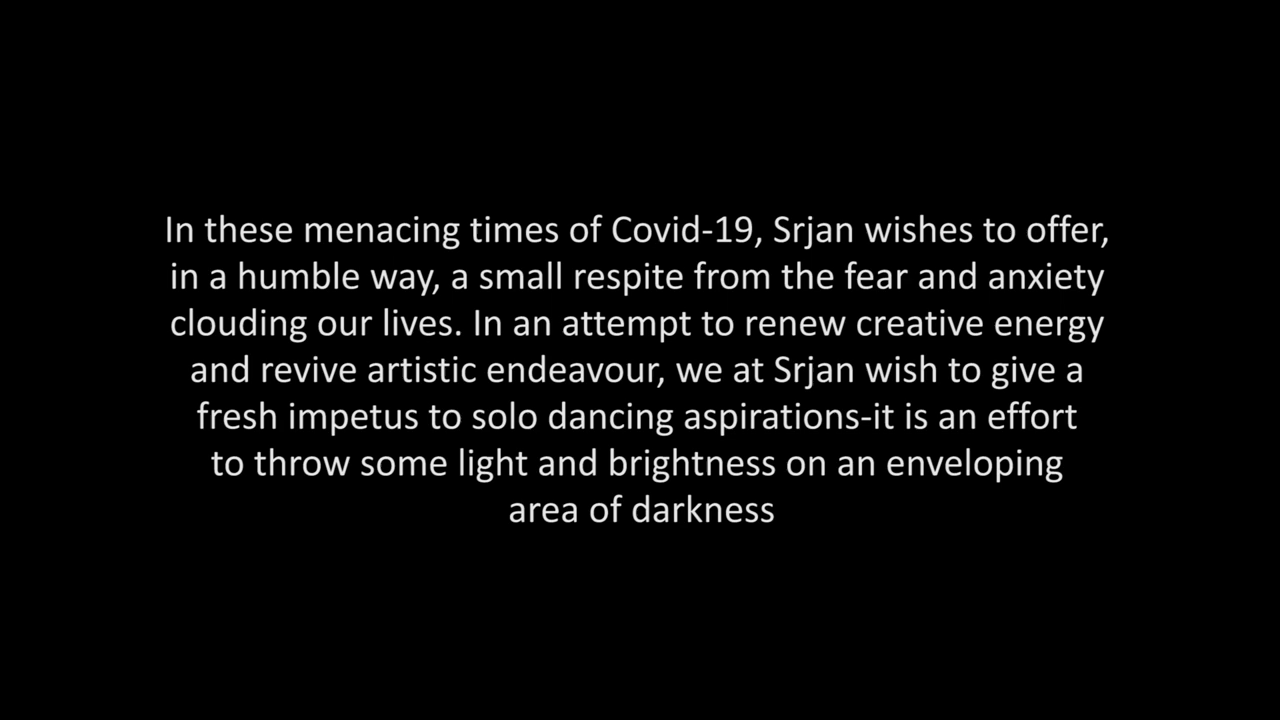 In these menacing times of Covid-19, Srjan wishes to offer,
in a humble way, a small respite from the fear and anxiety
clouding our lives. In an attempt to renew creative energy
and revive artistic endeavour, we at Srjan wish to give a
fresh impetus to solo dancing aspirations-it is an effort
to throw some light and brightness on an enveloping
area of darkness